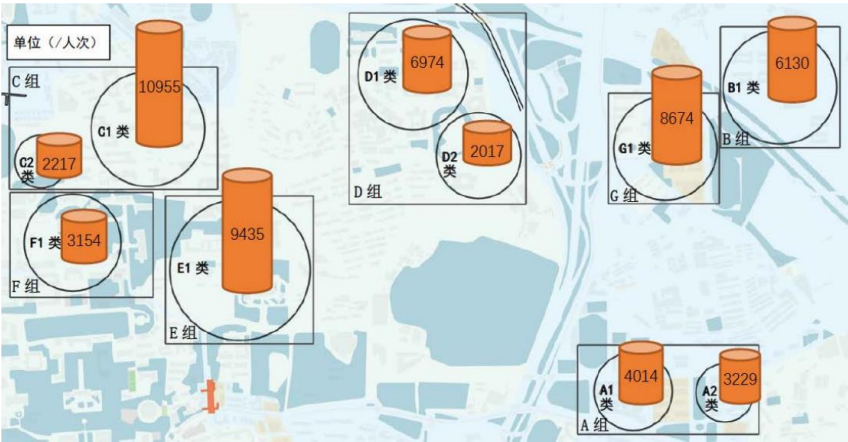 单位（/人次）
C组
10955
C1 类
C2
类
2217
F1 类
3154
F组
9435
E1 类
E组
6974
D1 类
2017
D2
类
D组
8674
G1 类
G组
6130
B1 类
B组
4014
A1
类
3229
A2
类
A组